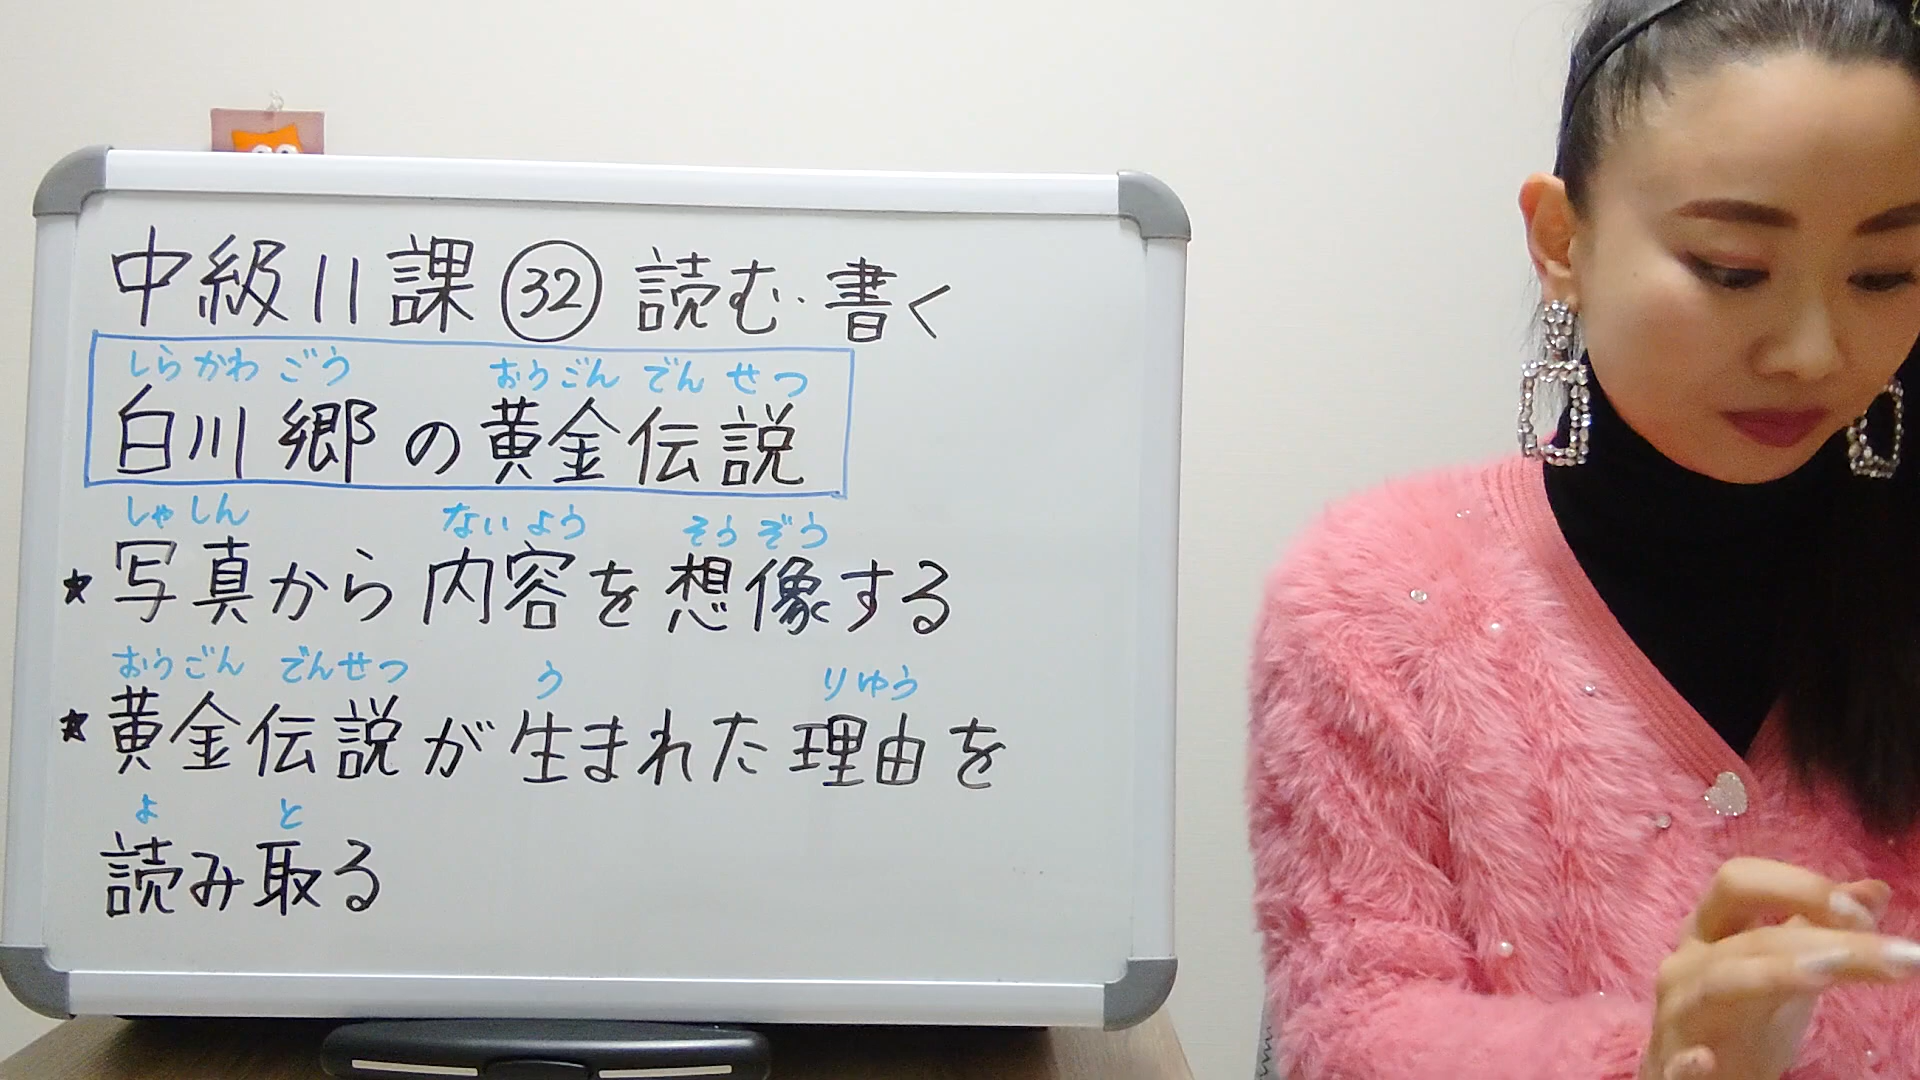 中級11課 ㉜ 読む・書く
しらかわごう おうごんでんせつ
白川郷の黄金伝説
しゃしん ないよう そうぞう
★写真から内容を想像する
おうごん でんせつ う りゆう
★黄金伝説が生まれた理由を
よ と
読み取る